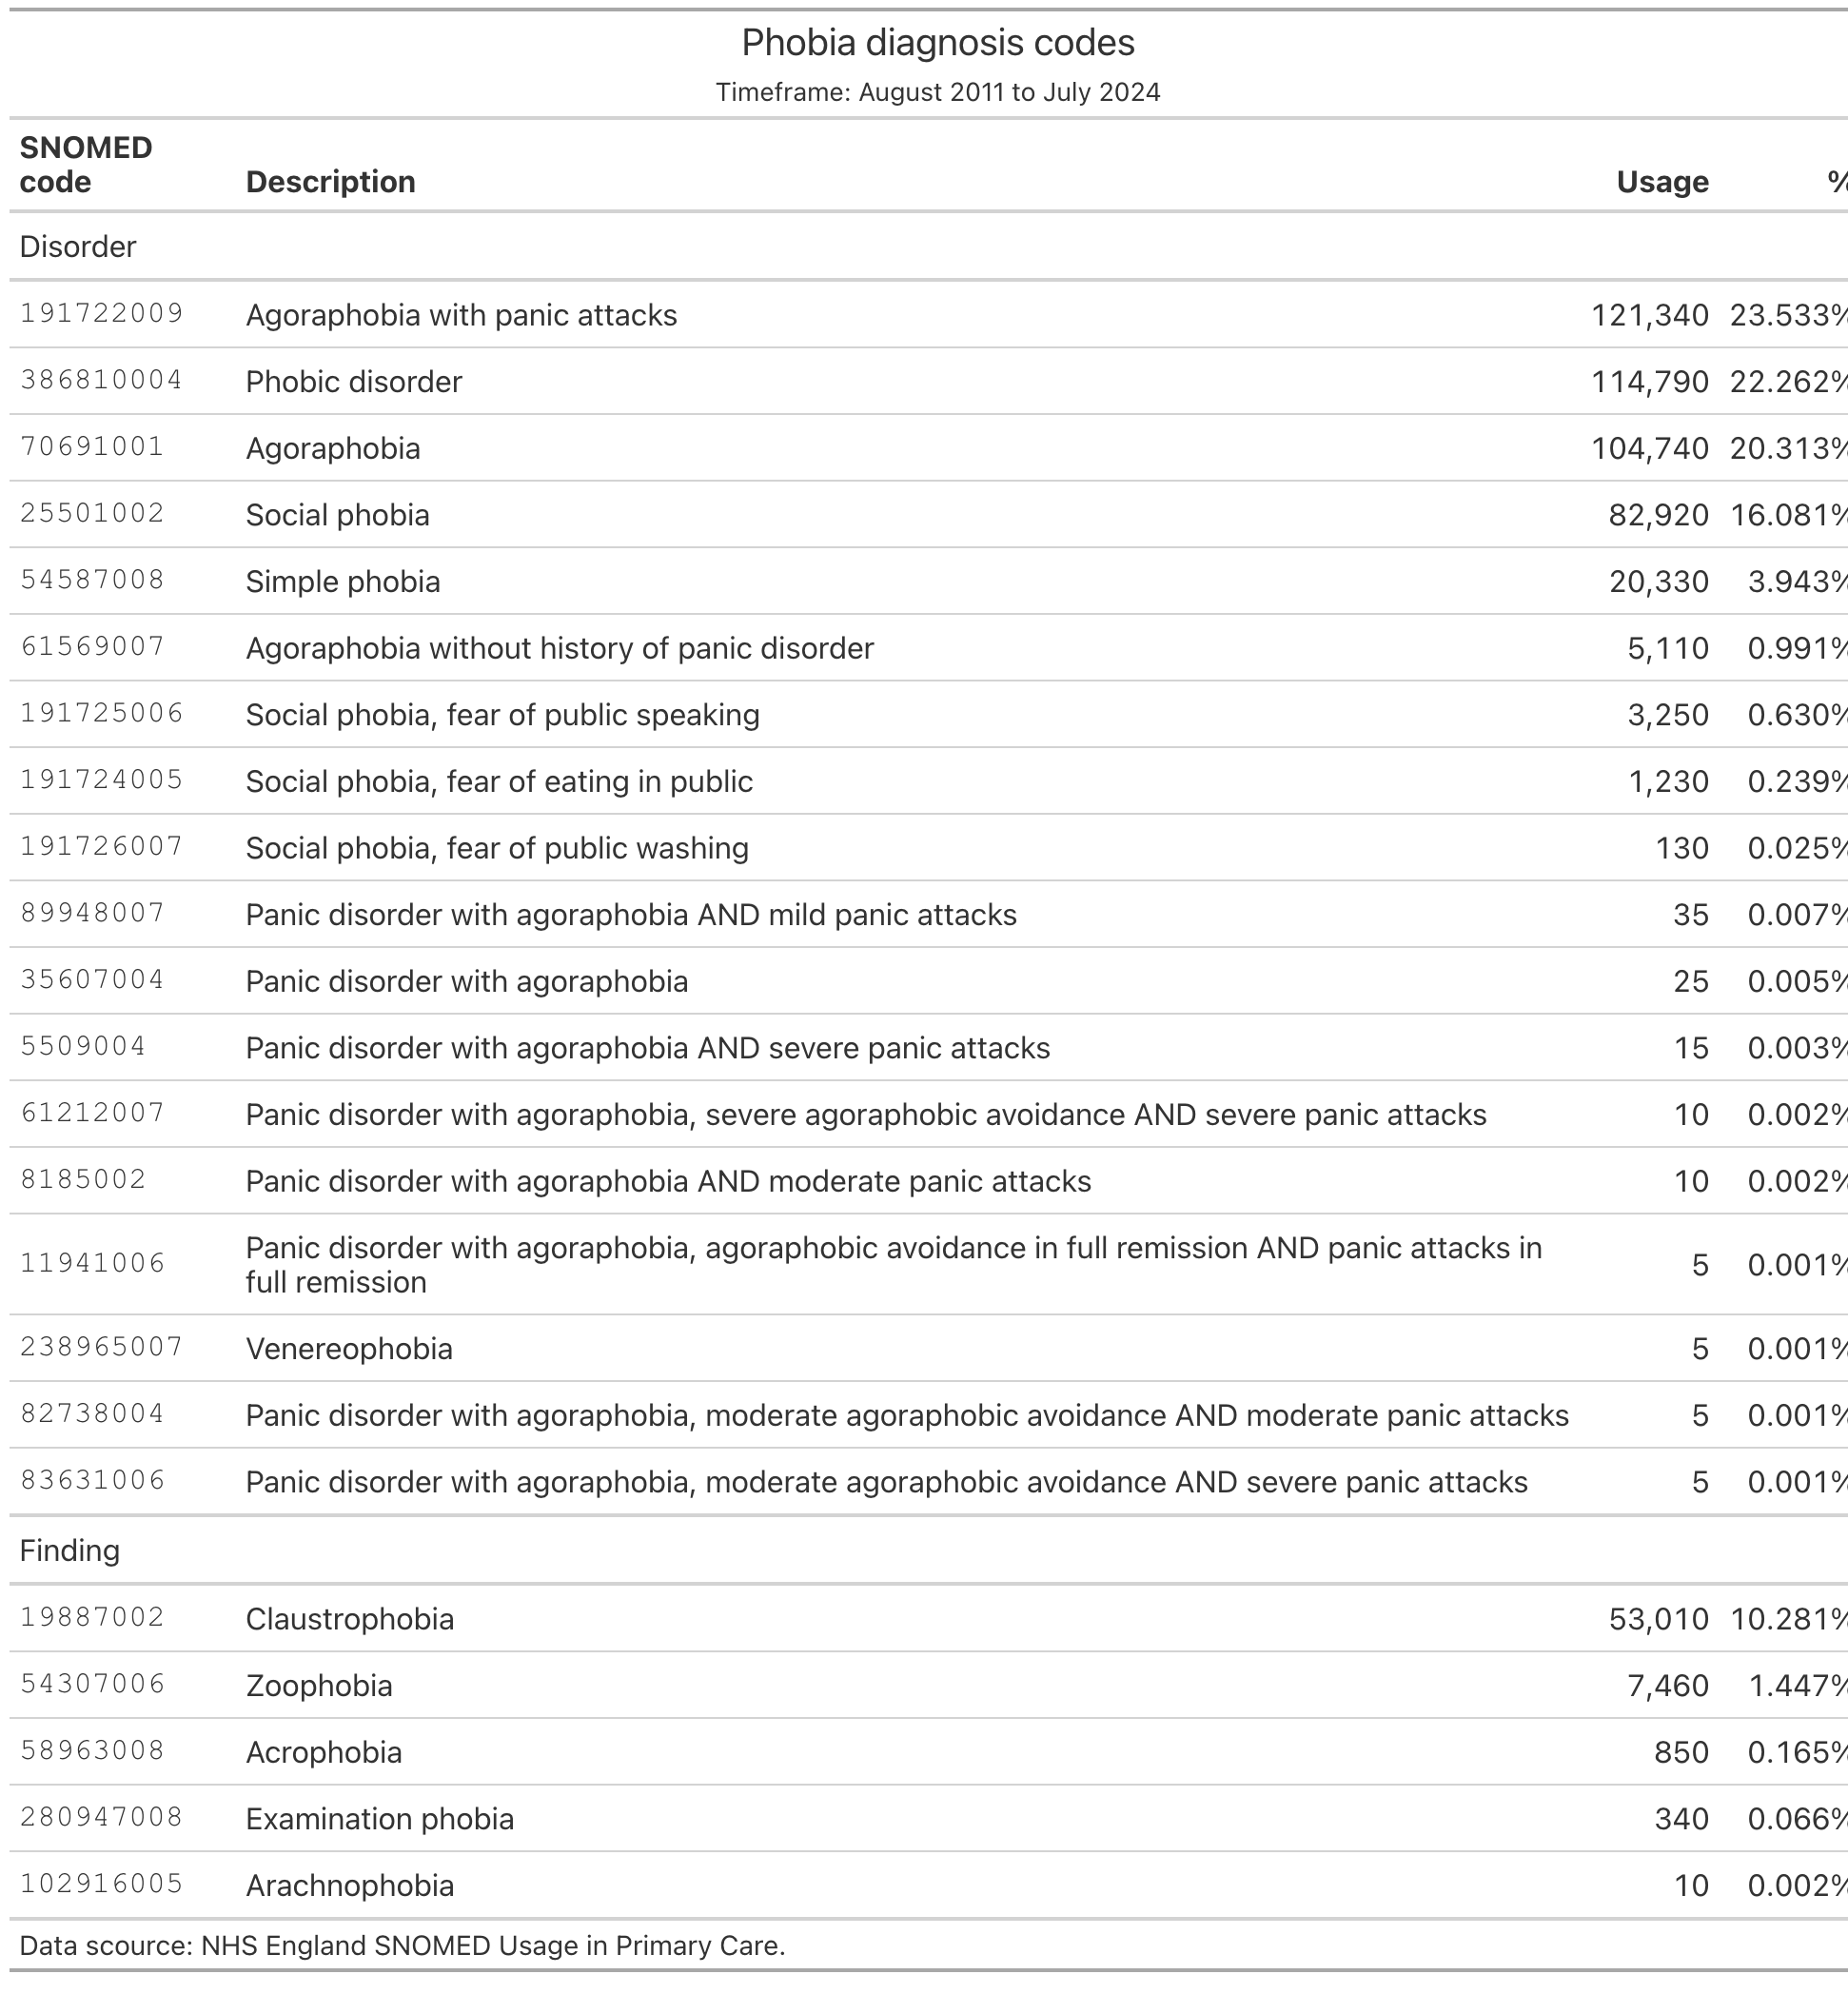 Phobia diagnosis codes
Timeframe: August 2011 to July 2024
SNOMED
code Description Usage %
Disorder
191722009 Agoraphobia with panic attacks 121,340 23.533%
386810004 Phobic disorder 114,790 22.262%
70691001 Agoraphobia 104,740 20.313%
25501002 Social phobia 82,920 16.081%
54587008 Simple phobia 20,330 3.943%
61569007 Agoraphobia without history of panic disorder 5,110 0.991%
191725006 Social phobia, fear of public speaking 3,250 0.630%
191724005 Social phobia, fear of eating in public 1,230 0.239%
191726007 Social phobia, fear of public washing 130 0.025%
89948007 Panic disorder with agoraphobia AND mild panic attacks 35 0.007%
35607004 Panic disorder with agoraphobia 25 0.005%
5509004 Panic disorder with agoraphobia AND severe panic attacks 15 0.003%
61212007 Panic disorder with agoraphobia, severe agoraphobic avoidance AND severe panic attacks 10 0.002%
8185002 Panic disorder with agoraphobia AND moderate panic attacks 10 0.002%
11941006 Panic disorder with agoraphobia, agoraphobic avoidance in full remission AND panic attacks in
full remission 5 0.001%
238965007 Venereophobia 5 0.001%
82738004 Panic disorder with agoraphobia, moderate agoraphobic avoidance AND moderate panic attacks 5 0.001%
83631006 Panic disorder with agoraphobia, moderate agoraphobic avoidance AND severe panic attacks 5 0.001%
Finding
19887002 Claustrophobia 53,010 10.281%
54307006 Zoophobia 7,460 1.447%
58963008 Acrophobia 850 0.165%
280947008 Examination phobia 340 0.066%
102916005 Arachnophobia 10 0.002%
Data scource: NHS England SNOMED Usage in Primary Care.